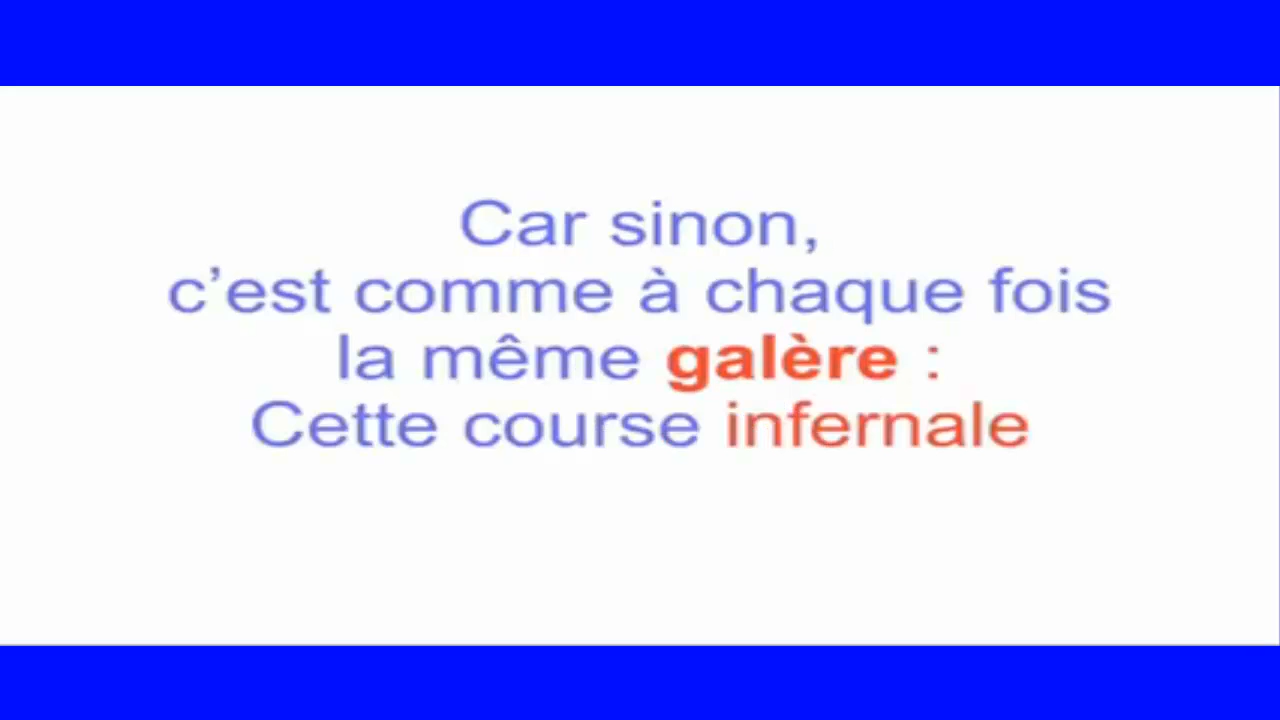 Car sinon,
c’est comme à chaque fois
la même galère :
Cette course infernale